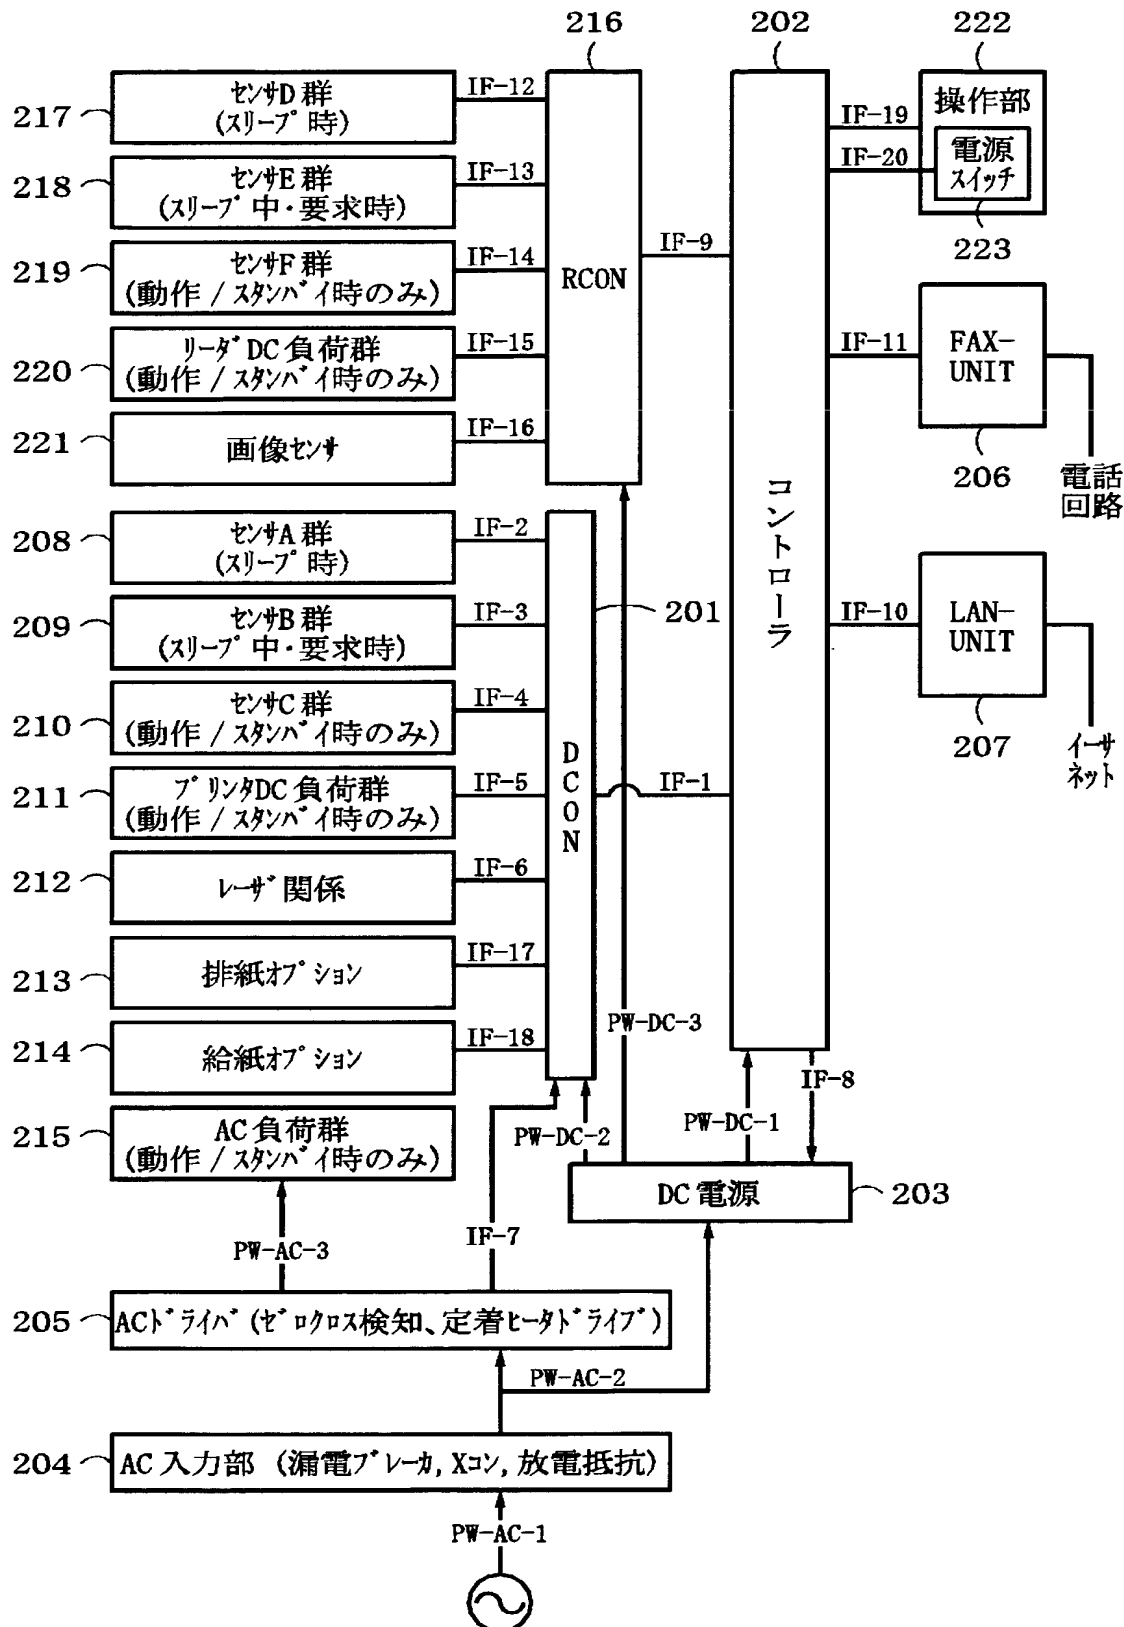 216
202
222
217
センサD 群
(スリープ 時)
IF-12
218
センサE 群
(スリープ 中・要求時)
IF-13
219
センサF 群
(動作 / スタンバイ時のみ)
IF-14
220
リーダDC 負荷群
(動作 / スタンバイ時のみ)
IF-15
221
画像センサ
IF-16
RCON
IF-9
IF-19
操作部
IF-20
電源
スイッチ
223
IF-11
FAX-
UNIT
206
電話
回路
コントローラ
208
センサA 群
(スリープ 時)
IF-2
209
センサB 群
(スリープ 中・要求時)
IF-3
201
210
センサC 群
(動作 / スタンバイ時のみ)
IF-4
211
プリンタDC 負荷群
(動作 / スタンバイ時のみ)
IF-5
DCON
IF-1
212
レーザ 関係
IF-6
213
排紙オプション
IF-17
214
給紙オプション
IF-18
IF-10
LAN-
UNIT
207
イーサ
ネット
PW-DC-3
IF-8
215
AC 負荷群
(動作 / スタンバイ時のみ)
PW-DC-2
PW-DC-1
DC 電源
203
PW-AC-3
IF-7
205
ACドライバ (ゼロクロス検知、定着ヒータドライブ)
PW-AC-2
204
AC 入力部 (漏電ブレーカ, Xコン, 放電抵抗)
PW-AC-1